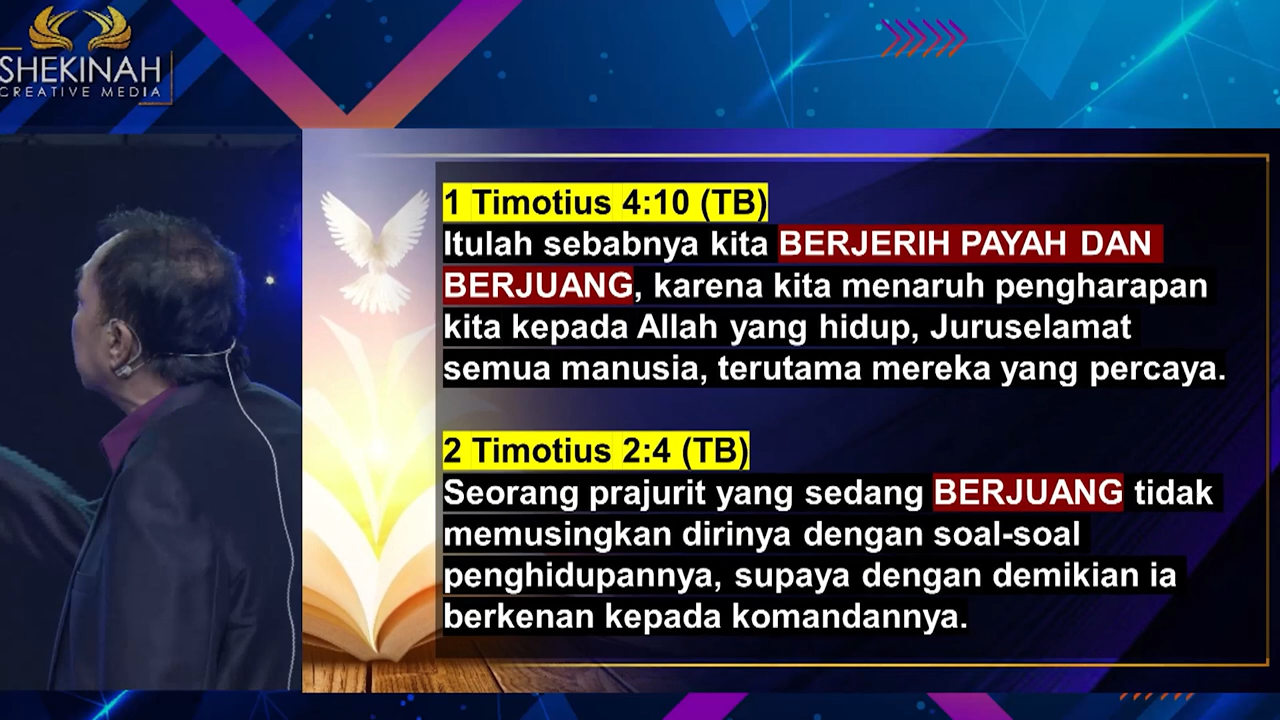 SHEKINAH
CREATIVE MEDIA
1 Timotius 4:10 (TB)
Itulah sebabnya kita BERJERIH PAYAH DAN
BERJUANG, karena kita menaruh pengharapan
kita kepada Allah yang hidup, Juruselamat
semua manusia, terutama mereka yang percaya.
2 Timotius 2:4 (TB)
Seorang prajurit yang sedang BERJUANG tidak
memusingkan dirinya dengan soal-soal
penghidupannya, supaya dengan demikian ia
berkenan kepada komandannya.